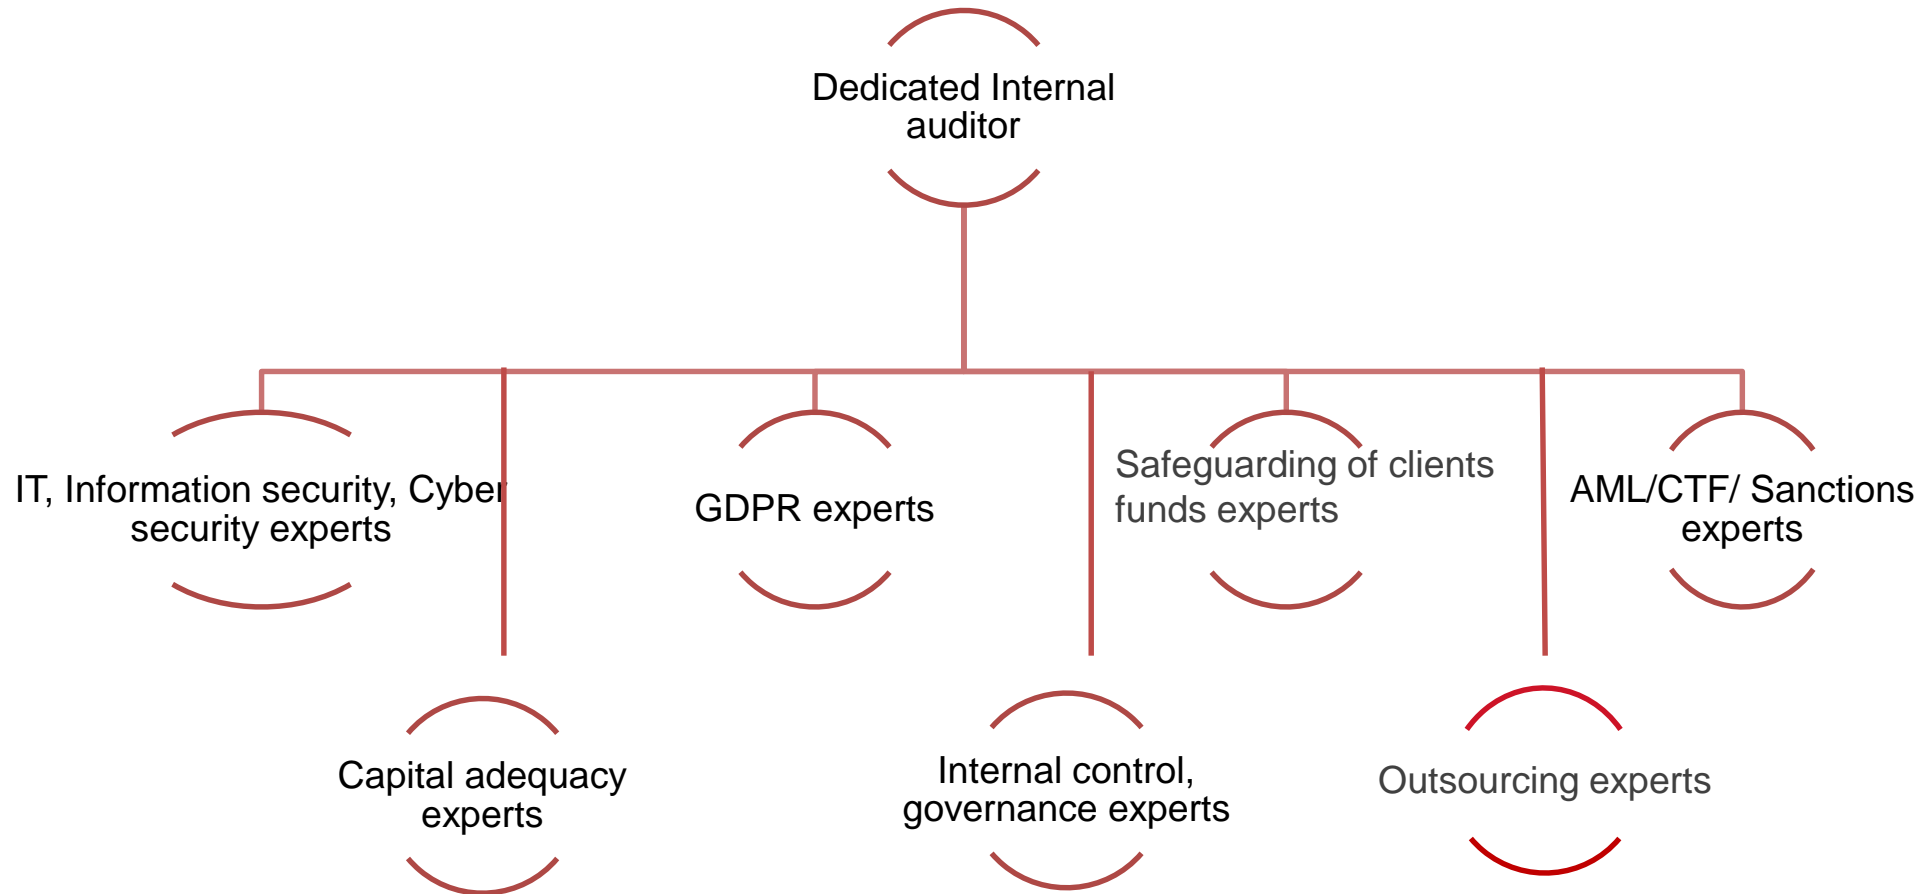 Dedicated Internal
auditor
IT, Information security, Cyber
security experts
GDPR experts
Safeguarding of clients
funds experts
AML/CTF/ Sanctions
experts
Capital adequacy
experts
Internal control,
governance experts
Outsourcing experts